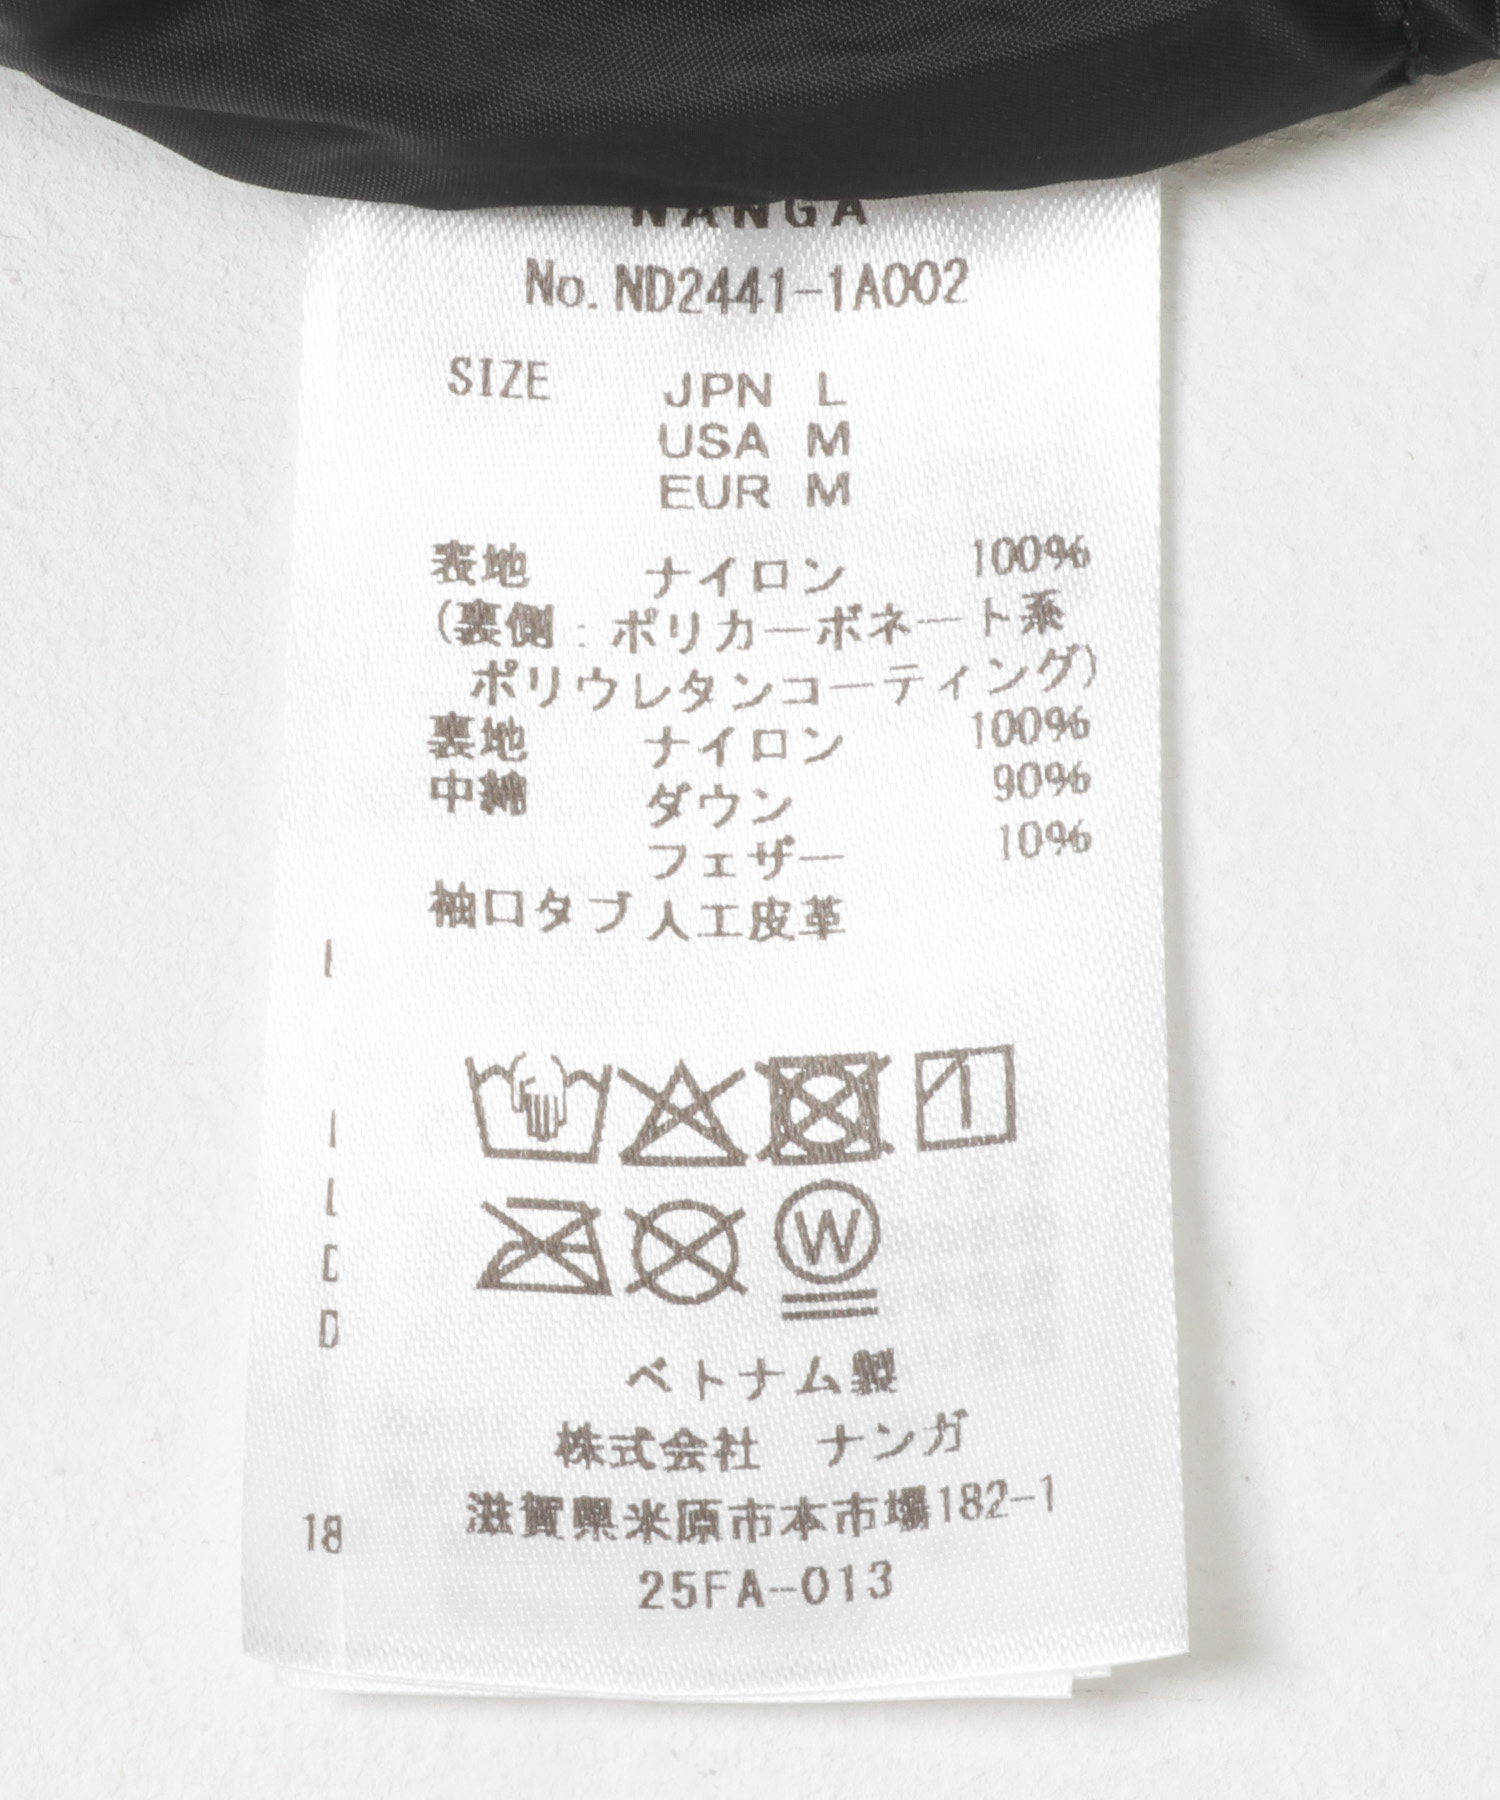 NANGA
No. ND2441-1A002
SIZE JPN L
USA M
EUR M
表地 ナイロン 100%
(裏側:ポリカーボネート系
ポリウレタンコーティング)
裏地 ナイロン 100%
中綿 ダウン 90%
フェザー 10%
袖口タブ 人工皮革
W
ベトナム製
株式会社 ナンガ
滋賀県米原市本市場182-1
25FA-013
18